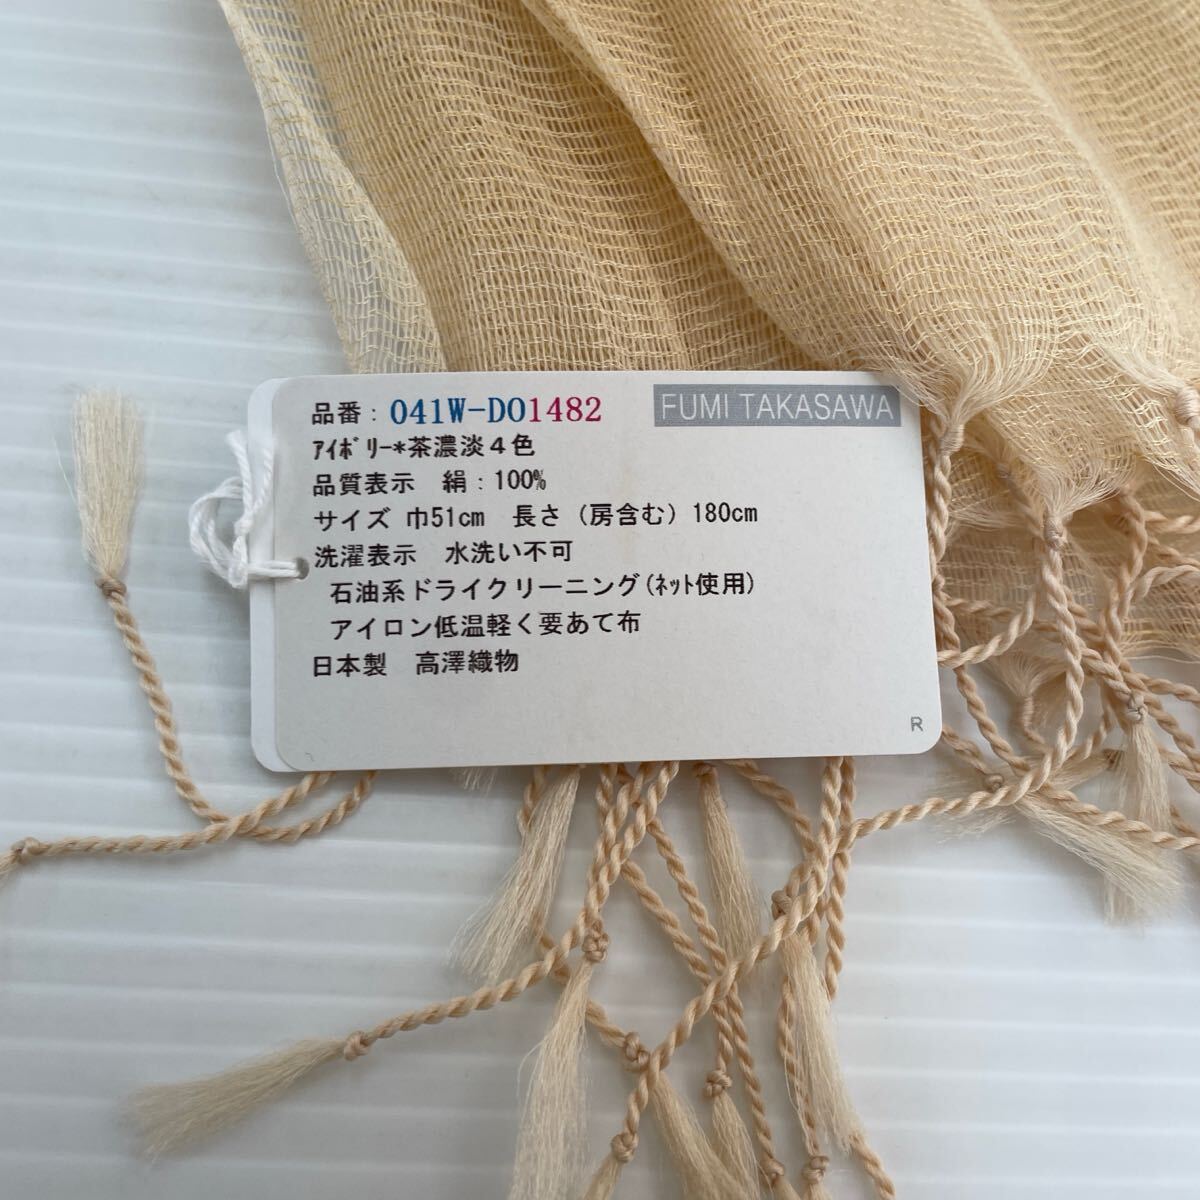 品番：041W-D01482
FUMI TAKASAWA
ｱｲﾎﾞﾘｰ*茶濃淡４色
品質表示　絹：100%
サイズ 巾51cm　長さ（房含む）180cm
洗濯表示　水洗い不可
石油系ドライクリーニング(ﾈｯﾄ使用)
アイロン低温軽く要あて布
日本製　高澤織物
R